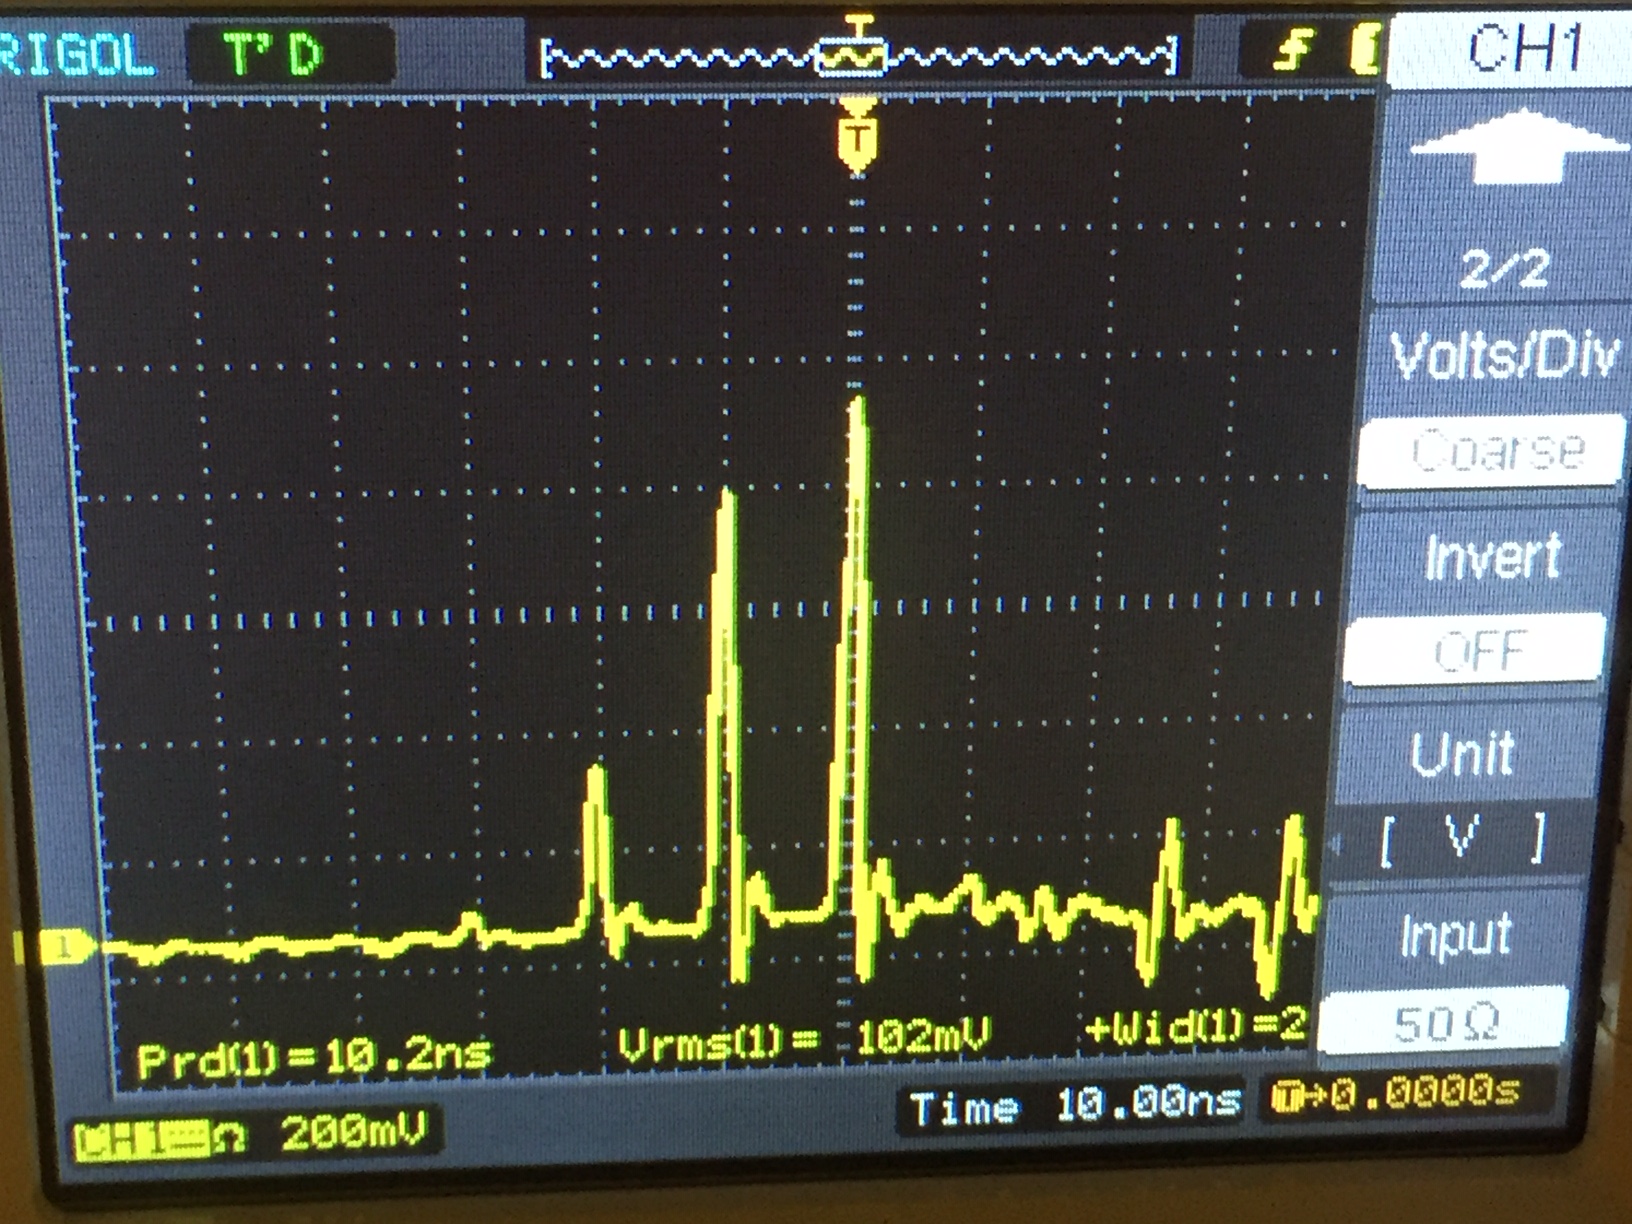 RIGOL T'D CH1
T
T
2/2
Volts/Div
Coarse
Invert
OFF
Unit
[ V ]
Input
50Ω
1
Prd(1)=10.2ns Vrms(1)= 102mV +Wid(1)=2
CH1 Ω 200mV Time 10.00ns T→0.0000s